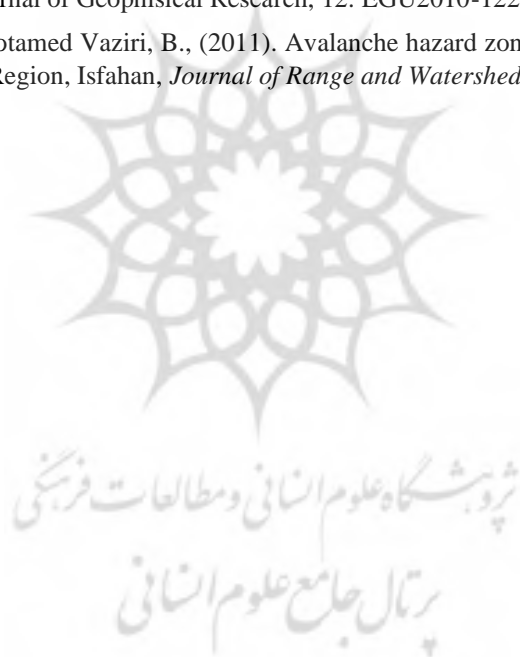 nal of Geophisical Research, 12. EGU2010-122
otamed Vaziri, B., (2011). Avalanche hazard zon
Region, Isfahan, Journal of Range and Watershed
پژوهشگاه علوم انسانی و مطالعات فرهنگی
پرتال جامع علوم انسانی